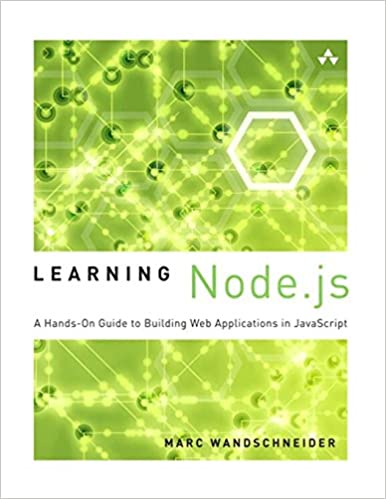 LEARNING Node.js
A Hands-On Guide to Building Web Applications in JavaScript
MARC WANDSCHNEIDER